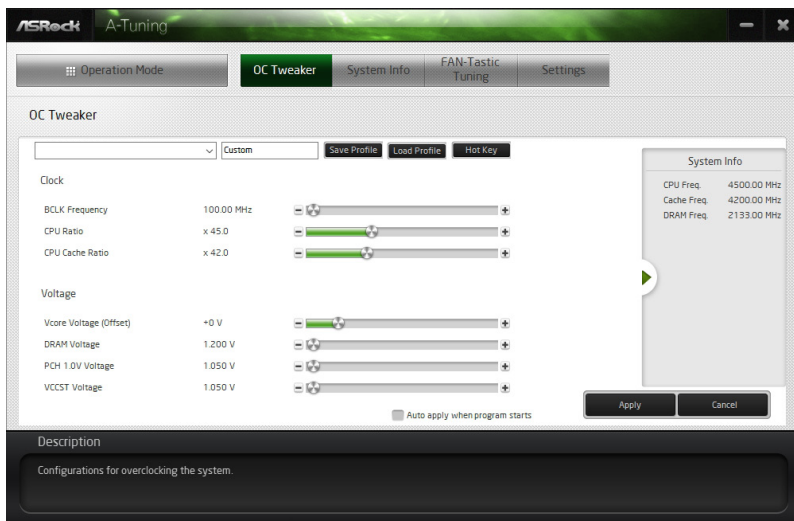 ASRock A-Tuning
Operation Mode OC Tweaker System Info FAN-Tastic Tuning Settings
OC Tweaker
Custom Save Profile Load Profile Hot Key
System Info
CPU Freq. 4500.00 MHz
Cache Freq. 4200.00 MHz
DRAM Freq. 2133.00 MHz
Clock
BCLK Frequency 100.00 MHz
CPU Ratio x 45.0
CPU Cache Ratio x 42.0
Voltage
Vcore Voltage (Offset) +0 V
DRAM Voltage 1.200 V
PCH 1.0V Voltage 1.050 V
VCCST Voltage 1.050 V
Auto apply when program starts
Apply Cancel
Description
Configurations for overclocking the system.